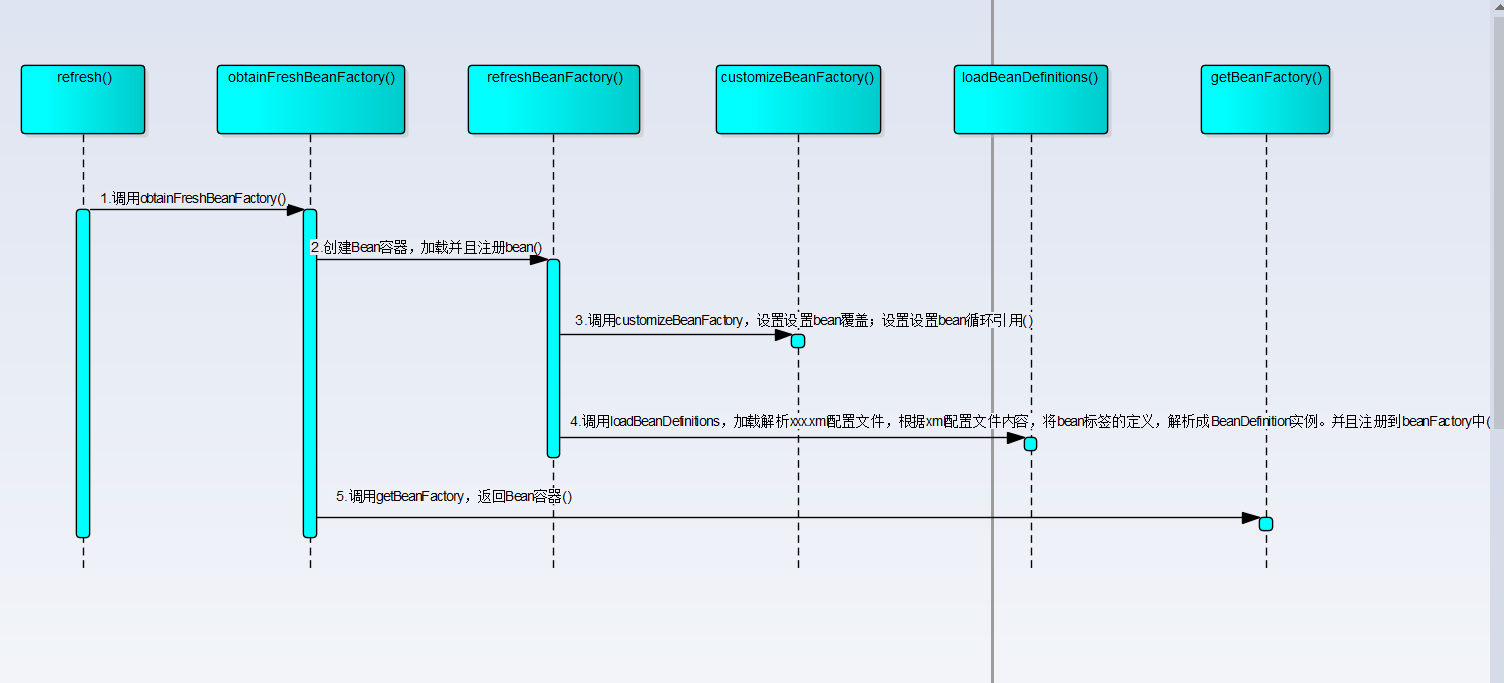 refresh()
obtainFreshBeanFactory()
refreshBeanFactory()
customizeBeanFactory()
loadBeanDefinitions()
getBeanFactory()
1.调用obtainFreshBeanFactory()
2.创建Bean容器，加载并且注册bean()
3.调用customizeBeanFactory，设置设置bean覆盖；设置设置bean循环引用()
4.调用loadBeanDefinitions，加载解析xxx.xml配置文件，根据xml配置文件内容，将bean标签的定义，解析成BeanDefinition实例。并且注册到beanFactory中(
5.调用getBeanFactory，返回Bean容器()